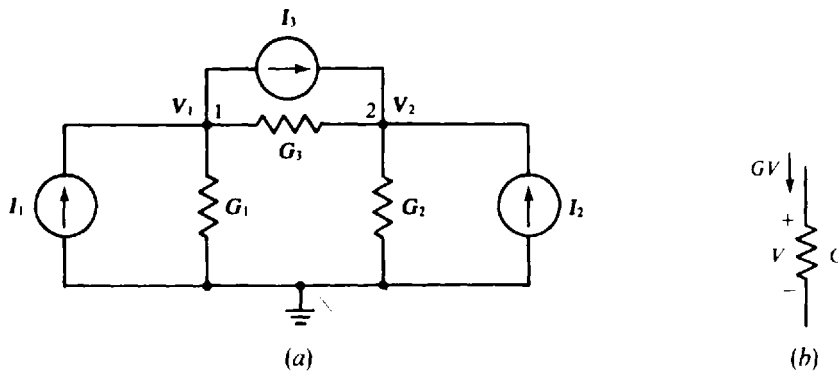 I₃
V₁ 1 2 V₂
G₃
I₁ G₁ G₂ I₂
GV
+
V
−
(a) (b)